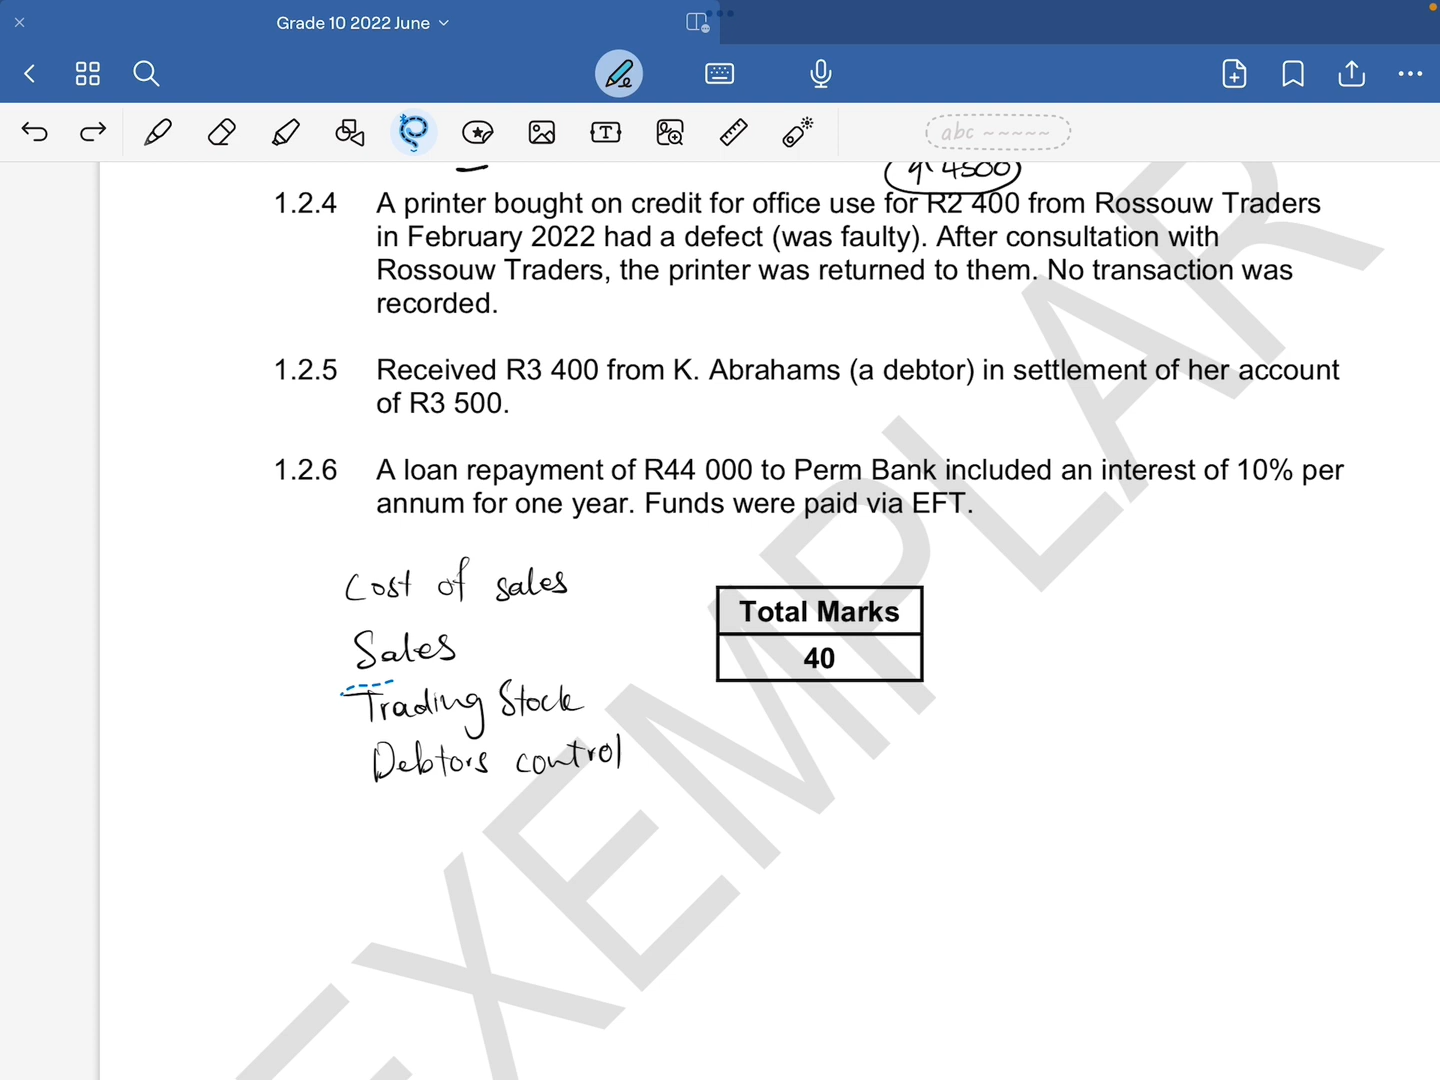 Grade 10 2022 June
abc
4500
1.2.4 A printer bought on credit for office use for R2 400 from Rossouw Traders
in February 2022 had a defect (was faulty). After consultation with
Rossouw Traders, the printer was returned to them. No transaction was
recorded.
1.2.5 Received R3 400 from K. Abrahams (a debtor) in settlement of her account
of R3 500.
1.2.6 A loan repayment of R44 000 to Perm Bank included an interest of 10% per
annum for one year. Funds were paid via EFT.
Cost of sales
Sales
Trading Stock
Debtors control
Total Marks
40
EXEMPLAR